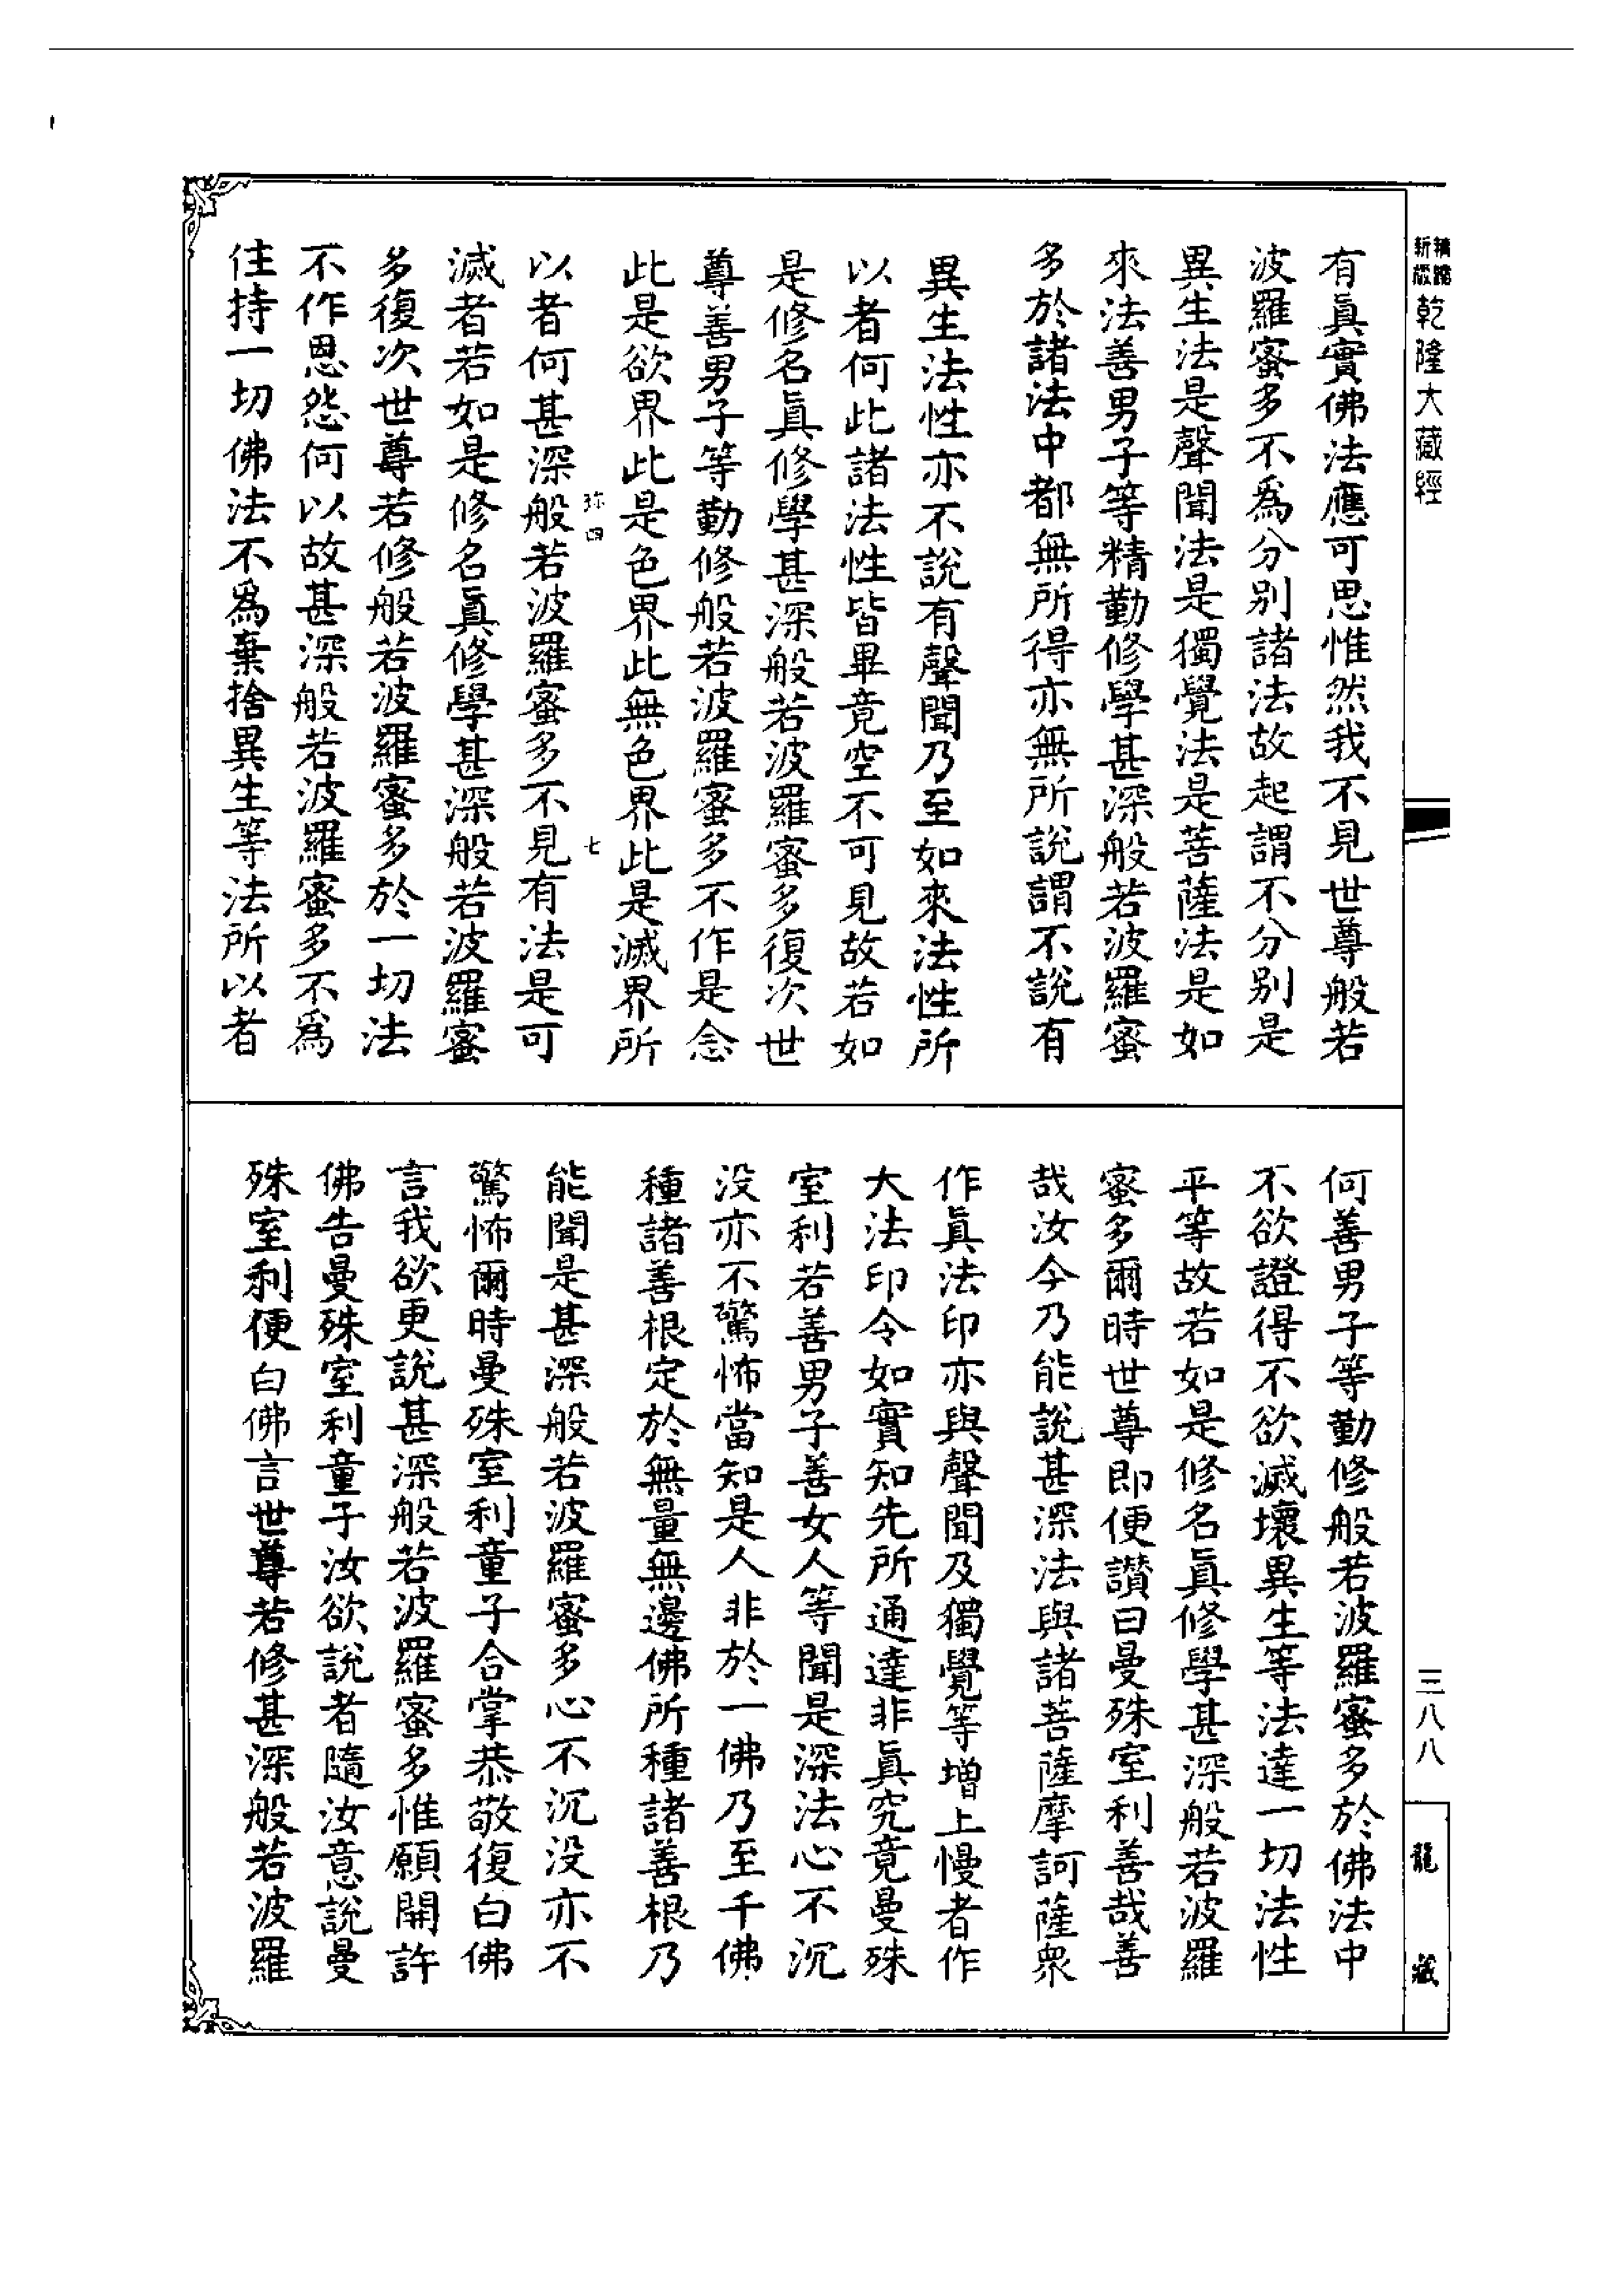 新纂縮譯乾隆大藏經
有眞實佛法應可思惟然我不見世尊般若
波羅蜜多不為分別諸法故起謂不分別是
異生法是聲聞法是獨覺法是菩薩法是如
來法善男子等精勤修學甚深般若波羅蜜
多於諸法中都無所得亦無所說謂不說有
異生法性亦不說有聲聞乃至如來法性所
以者何此諸法性皆畢竟空不可見故若如
是修名眞修學甚深般若波羅蜜多復次世
尊善男子等勤修般若波羅蜜多不作是念
此是欲界此是色界此無色界此是滅界所
珎四
七
以者何甚深般若波羅蜜多不見有法是可
滅者若如是修名眞修學甚深般若波羅蜜
多復次世尊若修般若波羅蜜多於一切法
不作恩怨何以故甚深般若波羅蜜多不爲
住持一切佛法不爲棄捨異生等法所以者
何善男子等勤修般若波羅蜜多於佛法中
不欲證得不欲滅壞異生等法達一切法性
平等故若如是修名眞修學甚深般若波羅
蜜多爾時世尊即便讚曰曼殊室利善哉善
哉汝今乃能說甚深法與諸菩薩摩訶薩衆
作眞法印亦與聲聞及獨覺等增上慢者作
大法印令如實知先所通達非眞究竟曼殊
室利若善男子善女人等聞是深法心不沉
没亦不驚怖當知是人非於一佛乃至千佛
種諸善根定於無量無邊佛所種諸善根乃
能聞是甚深般若波羅蜜多心不沉没亦不
驚怖爾時曼殊室利童子合掌恭敬復白佛
言我欲更說甚深般若波羅蜜多惟願開許
佛告曼殊室利童子汝欲說者隨汝意說曼
殊室利便白佛言世尊若修甚深般若波羅
三八八
龍藏